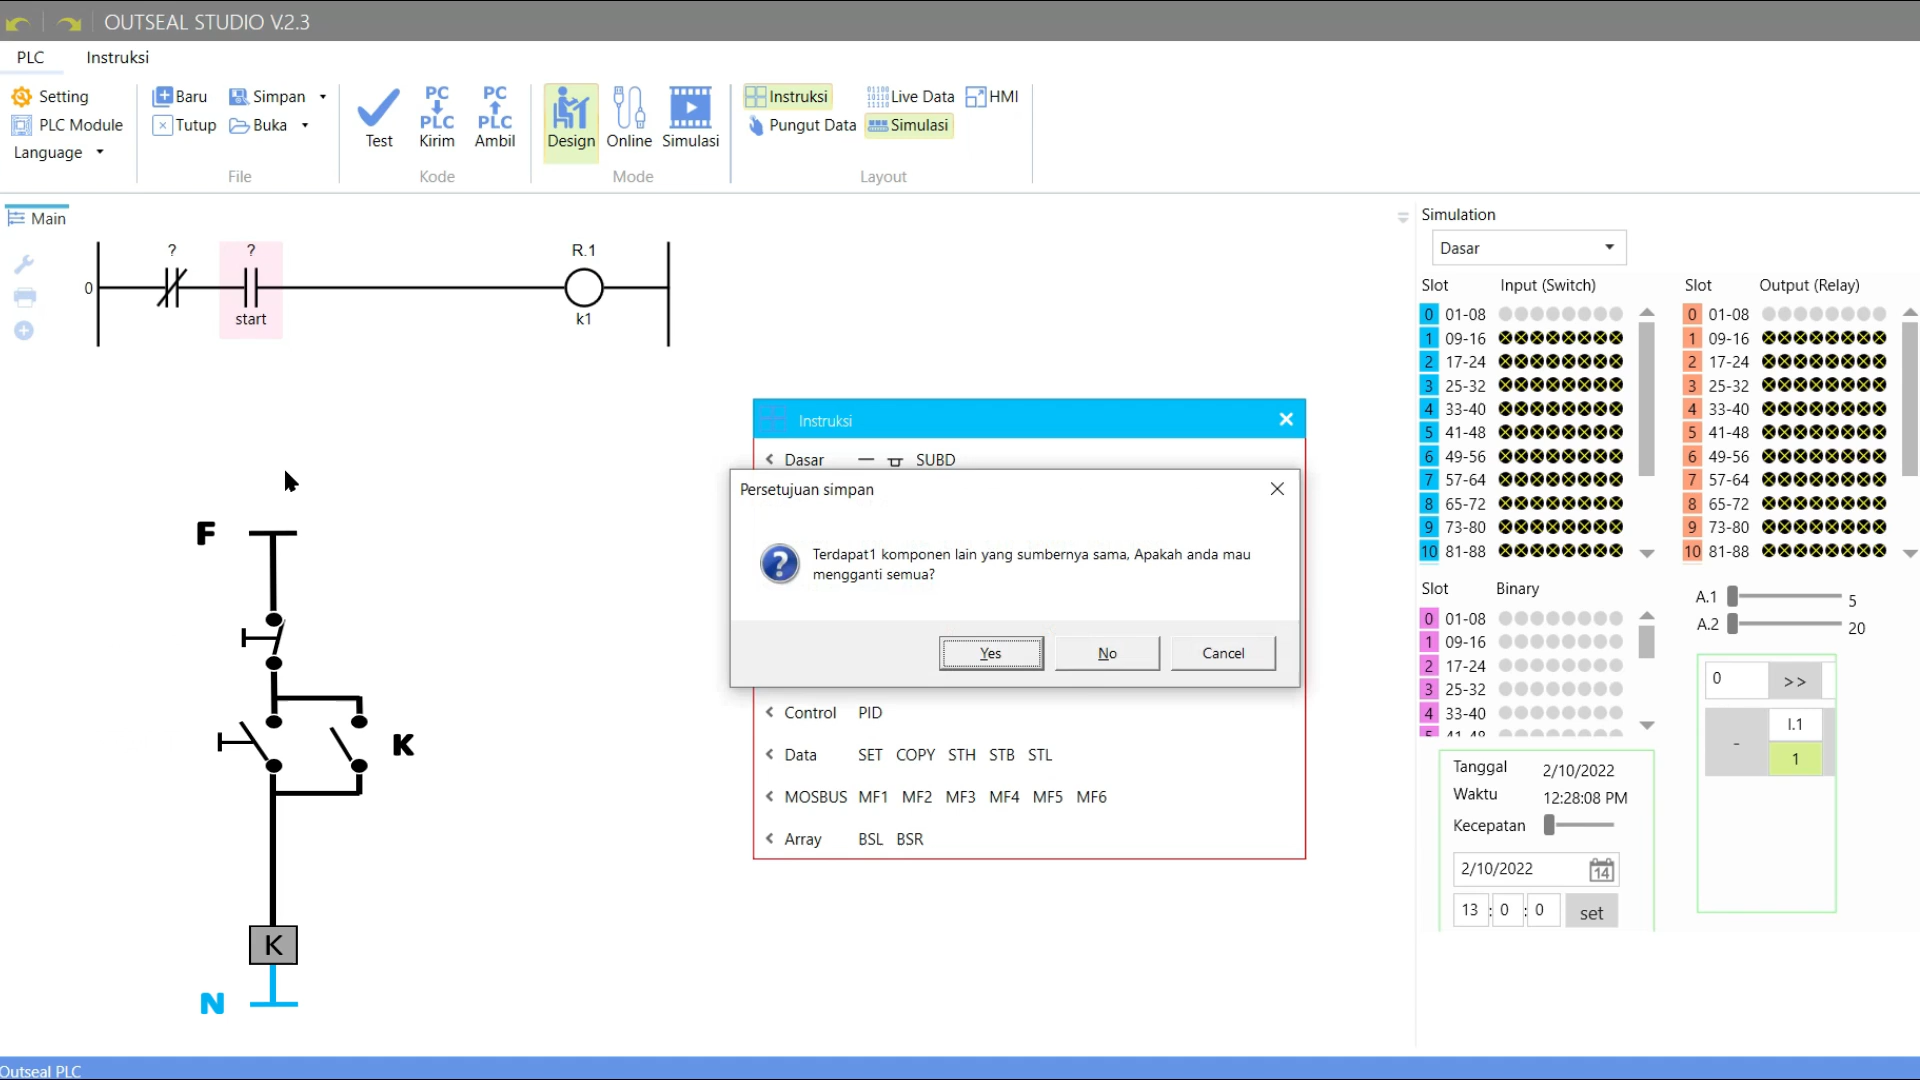 OUTSEAL STUDIO V.2.3
PLC Instruksi
Setting
PLC Module
Language
Baru Simpan
Tutup Buka
File
PC PLC Kirim
PC PLC Ambil
Test
Kode
Design Online Simulasi
Mode
Instruksi Live Data HMI
Pungut Data Simulasi
Layout
Main
? ? R.1
0
start k1
F
K
K
N
Instruksi
Dasar SUBD
Persetujuan simpan
Terdapat1 komponen lain yang sumbernya sama, Apakah anda mau
mengganti semua?
Yes No Cancel
Control PID
Data SET COPY STH STB STL
MOSBUS MF1 MF2 MF3 MF4 MF5 MF6
Array BSL BSR
Simulation
Dasar
Slot Input (Switch)
0 01-08
1 09-16
2 17-24
3 25-32
4 33-40
5 41-48
6 49-56
7 57-64
8 65-72
9 73-80
10 81-88
Slot Output (Relay)
0 01-08
1 09-16
2 17-24
3 25-32
4 33-40
5 41-48
6 49-56
7 57-64
8 65-72
9 73-80
10 81-88
Slot Binary
0 01-08
1 09-16
2 17-24
3 25-32
4 33-40
A.1 5
A.2 20
0 >>
I.1
- 1
Tanggal 2/10/2022
Waktu 12:28:08 PM
Kecepatan
2/10/2022 14
13 : 0 : 0 set
Outseal PLC